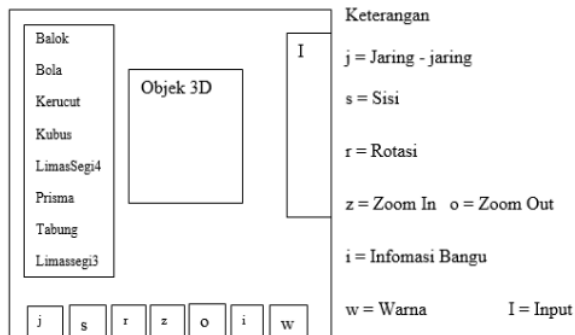 Balok
Bola
Kerucut
Kubus
LimasSegi4
Prisma
Tabung
Limassegi3
Objek 3D
I
j
s
r
z
o
i
w
Keterangan
j = Jaring - jaring
s = Sisi
r = Rotasi
z = Zoom In o = Zoom Out
i = Infomasi Bangu
w = Warna I = Input